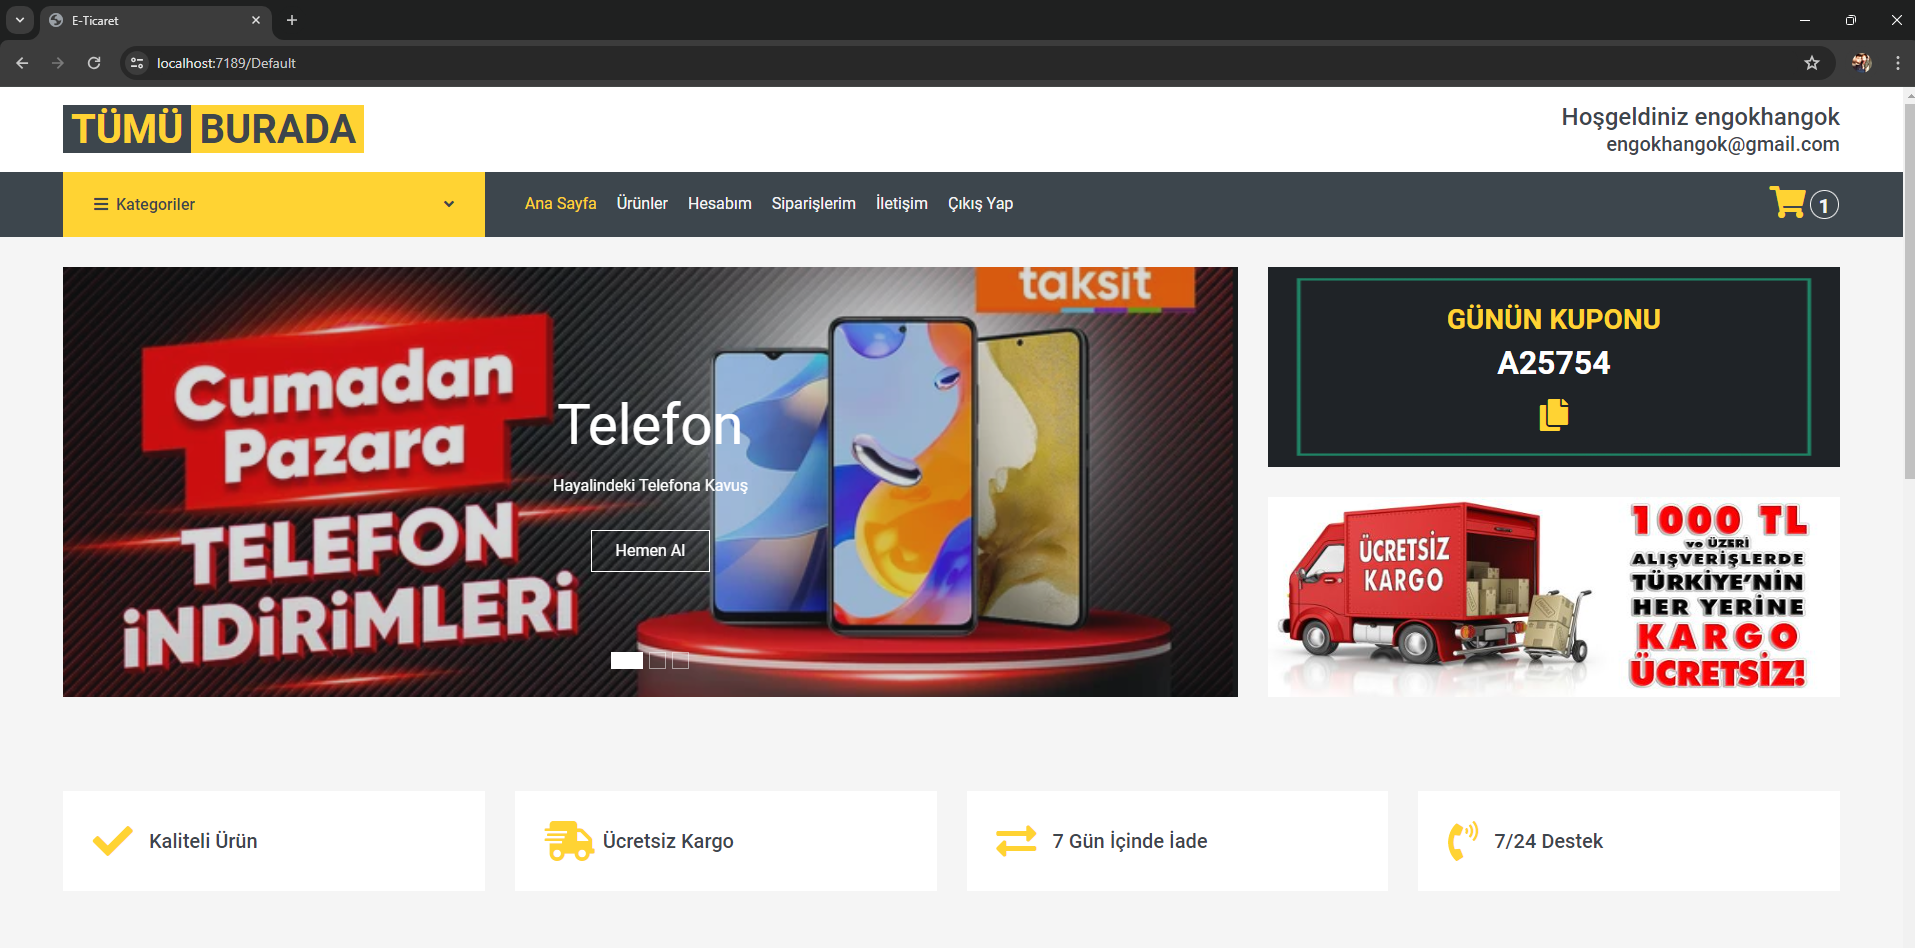 E-Ticaret
localhost:7189/Default
TÜMÜ BURADA
Hoşgeldiniz engokhangok
engokhangok@gmail.com
Kategoriler
Ana Sayfa Ürünler Hesabım Siparişlerim İletişim Çıkış Yap
1
taksit
Cumadan
Pazara
TELEFON
iNDiRiMLERi
Telefon
Hayalindeki Telefona Kavuş
Hemen Al
GÜNÜN KUPONU
A25754
ÜCRETSİZ
KARGO
1000 TL
ve ÜZERİ
ALIŞVERİŞLERDE
TÜRKİYE'NİN
HER YERİNE
KARGO
ÜCRETSİZ!
Kaliteli Ürün
Ücretsiz Kargo
7 Gün İçinde İade
7/24 Destek